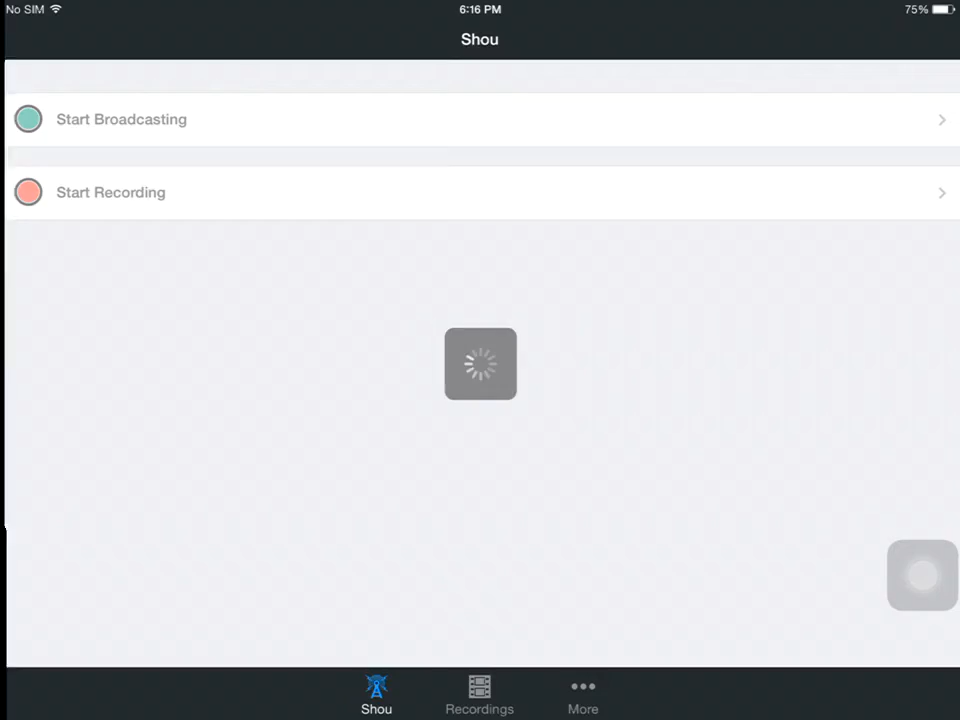 No SIM
6:16 PM
75%
Shou
Start Broadcasting
Start Recording
Shou
Recordings
More